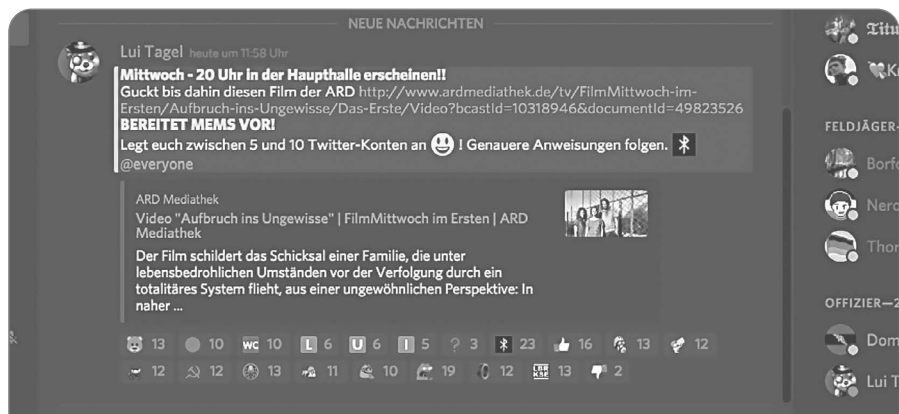 NEUE NACHRICHTEN
Lui Tagel heute um 11:58 Uhr
Mittwoch - 20 Uhr in der Haupthalle erscheinen!!
Guckt bis dahin diesen Film der ARD http://www.ardmediathek.de/tv/FilmMittwoch-im-
Ersten/Aufbruch-ins-Ungewisse/Das-Erste/Video?bcastId=10318946&documentId=49823526
BEREITET MEMS VOR!
Legt euch zwischen 5 und 10 Twitter-Konten an 😃 ! Genauere Anweisungen folgen.
@everyone
ARD Mediathek
Video "Aufbruch ins Ungewisse" | FilmMittwoch im Ersten | ARD
Mediathek
Der Film schildert das Schicksal einer Familie, die unter
lebensbedrohlichen Umständen vor der Verfolgung durch ein
totalitäres System flieht, aus einer ungewöhnlichen Perspektive: In
naher ...
13 10 WC 10 L 6 U 6 I 5 ? 3 23 16 13 12
12 12 13 11 10 19 12 LBR KSE 13 2
FELDJÄGER-
Borfo
Nero
Thor
OFFIZIER—2
Dom
Lui T